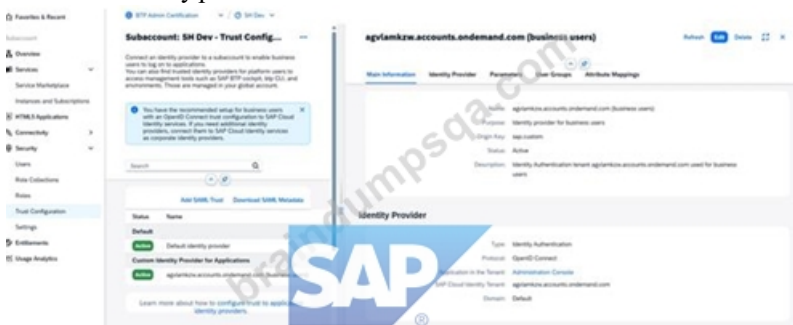 Favorites & Recent
BTP Admin Certification / SH Dev
Subaccount
Overview
Services
Service Marketplace
Instances and Subscriptions
HTML5 Applications
Connectivity
Security
Users
Role Collections
Roles
Trust Configuration
Settings
Entitlements
Usage Analytics
Subaccount: SH Dev - Trust Config... ...
Connect an identity provider to a subaccount to enable business
users to log on to applications
You can also find trusted identity providers for platform users to
access management tools such as SAP BTP cockpit, btp CLI, and
environments. Those are managed in your global account.
You have the recommended setup for business users
with an OpenID Connect trust configuration to SAP Cloud
Identity services. If you need additional identity
providers, connect them to SAP Cloud Identity services
as corporate identity providers.
Search
Add SAML Trust Download SAML Metadata
Status Name
Default
Active Default identity provider
Custom Identity Provider for Applications
Active agvlamkzw.accounts.ondemand.com (business users)
Learn more about how to configure trust to
identity providers.
agvlamkzw.accounts.ondemand.com (business users)
Refresh Edit Delete
Main Information Identity Provider Parameters User Groups Attribute Mappings
Name: agvlamkzw.accounts.ondemand.com (business users)
Purpose: Identity provider for business users
Origin Key: sap.custom
Status: Active
Description: Identity Authentication tenant agvlamkzw.accounts.ondemand.com used for business
users
Identity Provider
Type: Identity Authentication
Protocol: OpenID Connect
Application in the Tenant: Administration Console
SAP Cloud Identity Tenant: agvlamkzw.accounts.ondemand.com
Domain: Default
SAP
braindumpsqa.com